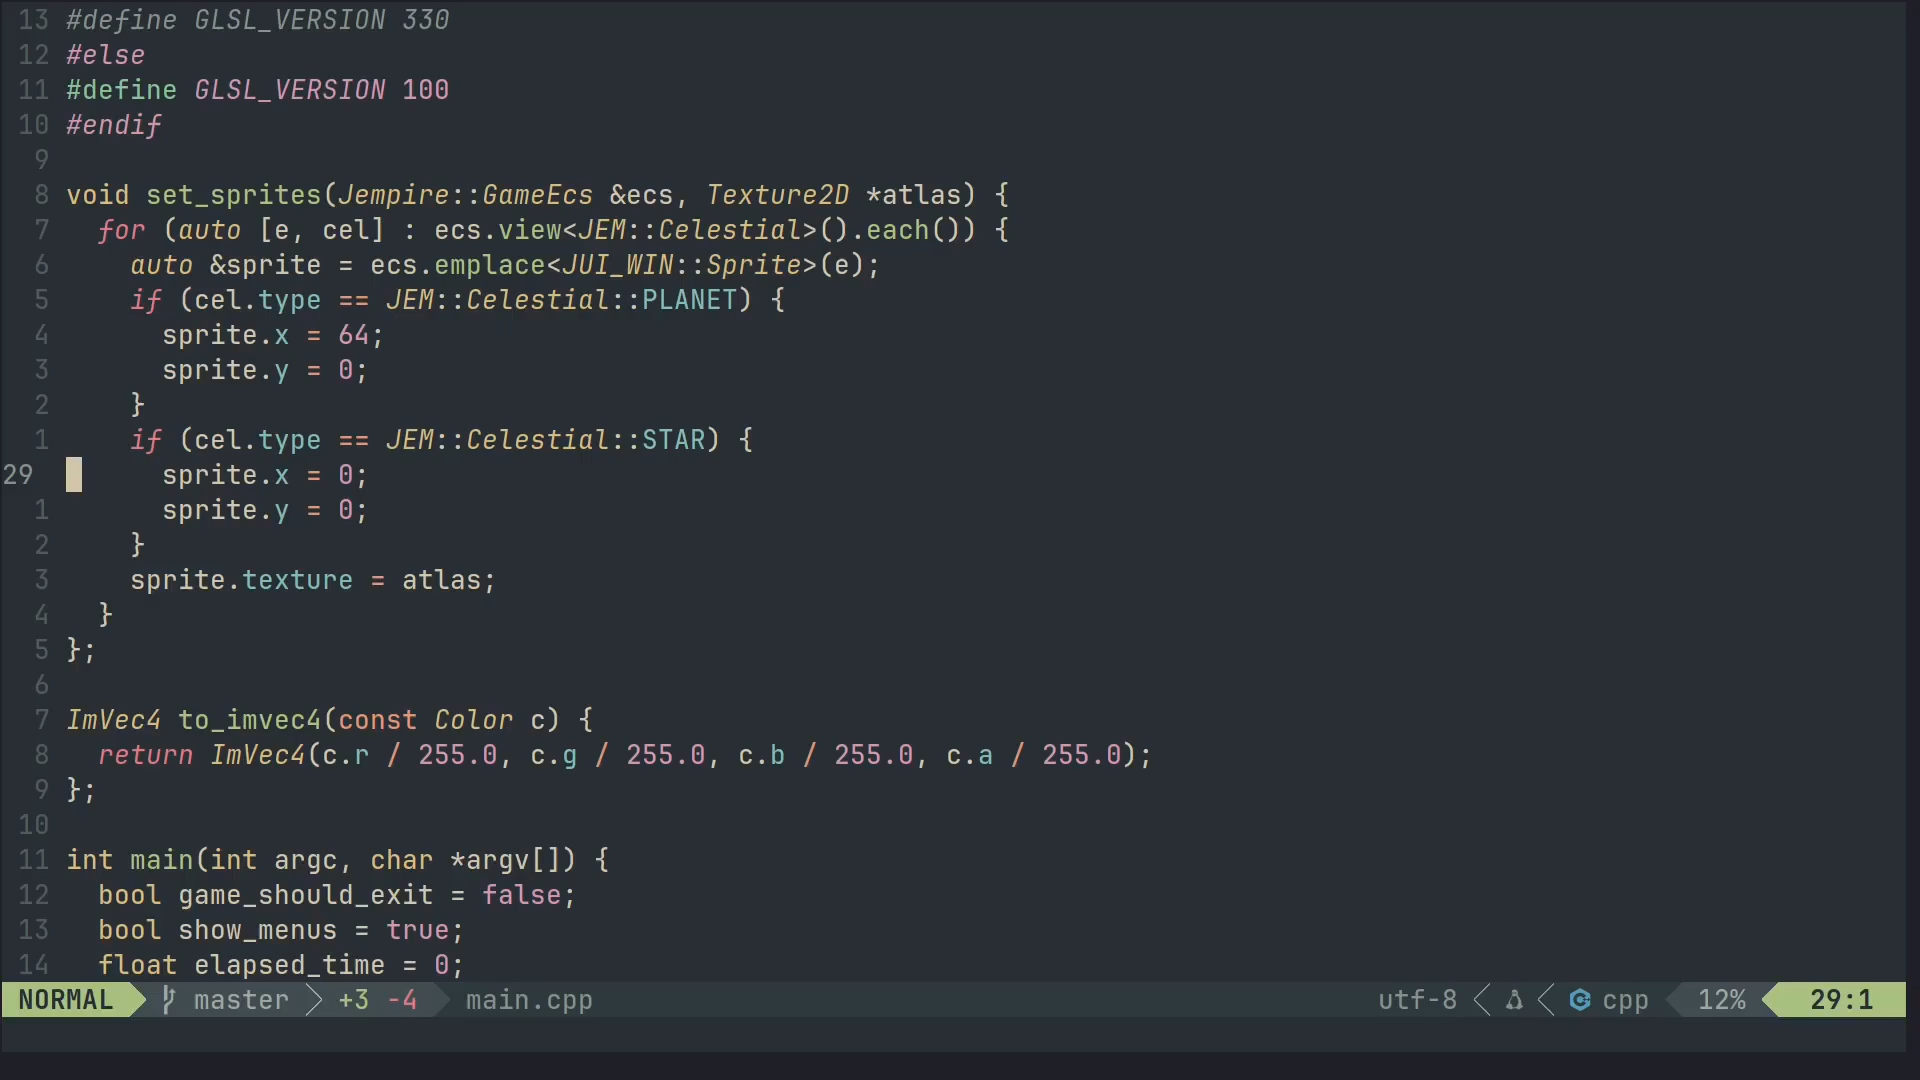 13 #define GLSL_VERSION 330
12 #else
11 #define GLSL_VERSION 100
10 #endif
9
8 void set_sprites(Jempire::GameEcs &ecs, Texture2D *atlas) {
7   for (auto [e, cel] : ecs.view<JEM::Celestial>().each()) {
6     auto &sprite = ecs.emplace<JUI_WIN::Sprite>(e);
5     if (cel.type == JEM::Celestial::PLANET) {
4       sprite.x = 64;
3       sprite.y = 0;
2     }
1     if (cel.type == JEM::Celestial::STAR) {
29       sprite.x = 0;
1       sprite.y = 0;
2     }
3     sprite.texture = atlas;
4   }
5 };
6
7 ImVec4 to_imvec4(const Color c) {
8   return ImVec4(c.r / 255.0, c.g / 255.0, c.b / 255.0, c.a / 255.0);
9 };
10
11 int main(int argc, char *argv[]) {
12   bool game_should_exit = false;
13   bool show_menus = true;
14   float elapsed_time = 0;
NORMAL master +3 -4 main.cpp utf-8 cpp 12% 29:1